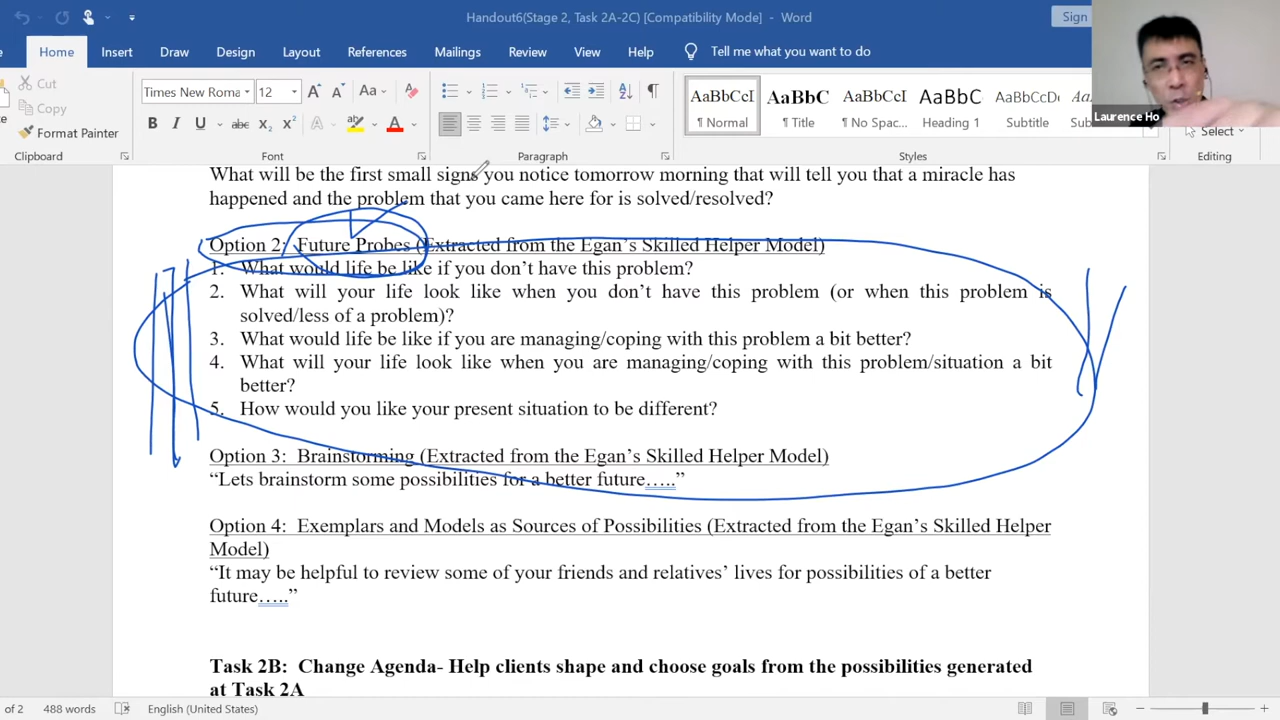 Handout6(Stage 2, Task 2A-2C) [Compatibility Mode] - Word
Sign
Home Insert Draw Design Layout References Mailings Review View Help Tell me what you want to do
Cut
Copy
Format Painter
Clipboard
Times New Roma 12
Font
Paragraph
AaBbCcI AaBbC AaBbCcI AaBbC AaBbCcDc
¶ Normal ¶ Title ¶ No Spac... Heading 1 Subtitle
Styles
Laurence Ho
Select
Editing
What will be the first small signs you notice tomorrow morning that will tell you that a miracle has
happened and the problem that you came here for is solved/resolved?
Option 2: Future Probes (Extracted from the Egan’s Skilled Helper Model)
1. What would life be like if you don’t have this problem?
2. What will your life look like when you don’t have this problem (or when this problem is
solved/less of a problem)?
3. What would life be like if you are managing/coping with this problem a bit better?
4. What will your life look like when you are managing/coping with this problem/situation a bit
better?
5. How would you like your present situation to be different?
Option 3: Brainstorming (Extracted from the Egan’s Skilled Helper Model)
“Lets brainstorm some possibilities for a better future…..”
Option 4: Exemplars and Models as Sources of Possibilities (Extracted from the Egan’s Skilled Helper
Model)
“It may be helpful to review some of your friends and relatives’ lives for possibilities of a better
future…..”
Task 2B: Change Agenda- Help clients shape and choose goals from the possibilities generated
at Task 2A
of 2 488 words English (United States)